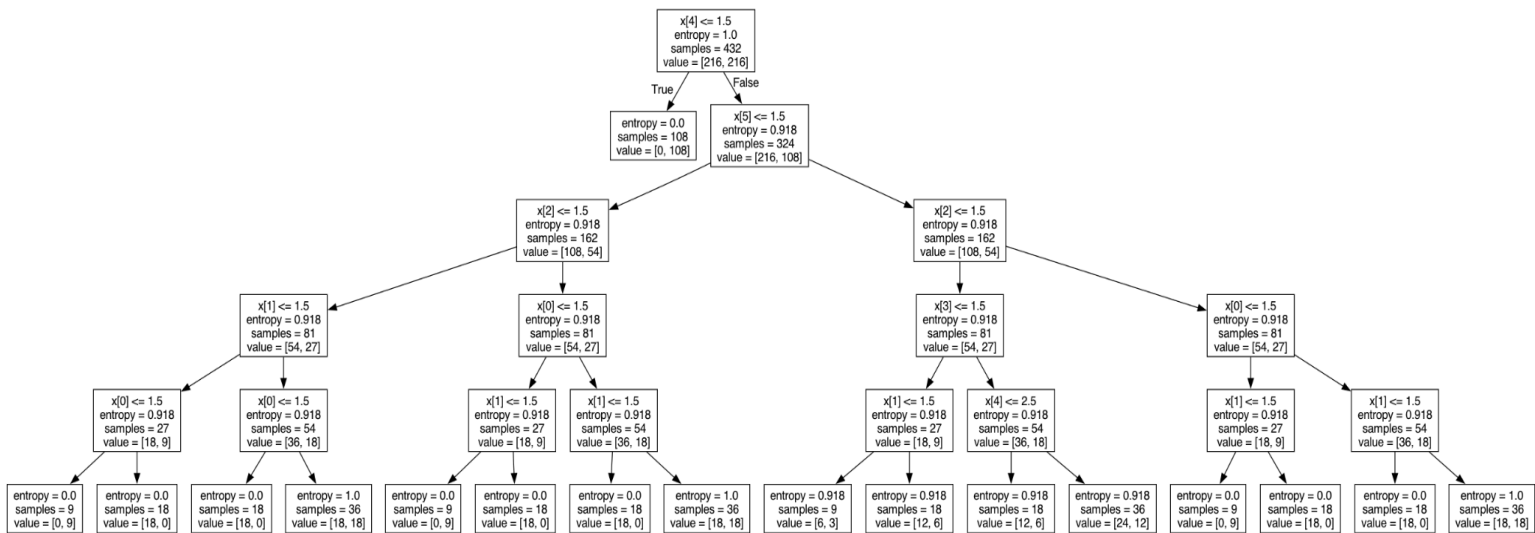 x[4] <= 1.5
entropy = 1.0
samples = 432
value = [216, 216]
True
False
entropy = 0.0
samples = 108
value = [0, 108]
x[5] <= 1.5
entropy = 0.918
samples = 324
value = [216, 108]
x[2] <= 1.5
entropy = 0.918
samples = 162
value = [108, 54]
x[2] <= 1.5
entropy = 0.918
samples = 162
value = [108, 54]
x[1] <= 1.5
entropy = 0.918
samples = 81
value = [54, 27]
x[0] <= 1.5
entropy = 0.918
samples = 81
value = [54, 27]
x[3] <= 1.5
entropy = 0.918
samples = 81
value = [54, 27]
x[0] <= 1.5
entropy = 0.918
samples = 81
value = [54, 27]
x[0] <= 1.5
entropy = 0.918
samples = 27
value = [18, 9]
x[0] <= 1.5
entropy = 0.918
samples = 54
value = [36, 18]
x[1] <= 1.5
entropy = 0.918
samples = 27
value = [18, 9]
x[1] <= 1.5
entropy = 0.918
samples = 54
value = [36, 18]
x[1] <= 1.5
entropy = 0.918
samples = 27
value = [18, 9]
x[4] <= 2.5
entropy = 0.918
samples = 54
value = [36, 18]
x[1] <= 1.5
entropy = 0.918
samples = 27
value = [18, 9]
x[1] <= 1.5
entropy = 0.918
samples = 54
value = [36, 18]
entropy = 0.0
samples = 9
value = [0, 9]
entropy = 0.0
samples = 18
value = [18, 0]
entropy = 0.0
samples = 18
value = [18, 0]
entropy = 1.0
samples = 36
value = [18, 18]
entropy = 0.0
samples = 9
value = [0, 9]
entropy = 0.0
samples = 18
value = [18, 0]
entropy = 0.0
samples = 18
value = [18, 0]
entropy = 1.0
samples = 36
value = [18, 18]
entropy = 0.918
samples = 9
value = [6, 3]
entropy = 0.918
samples = 18
value = [12, 6]
entropy = 0.918
samples = 18
value = [12, 6]
entropy = 0.918
samples = 36
value = [24, 12]
entropy = 0.0
samples = 9
value = [0, 9]
entropy = 0.0
samples = 18
value = [18, 0]
entropy = 0.0
samples = 18
value = [18, 0]
entropy = 1.0
samples = 36
value = [18, 18]